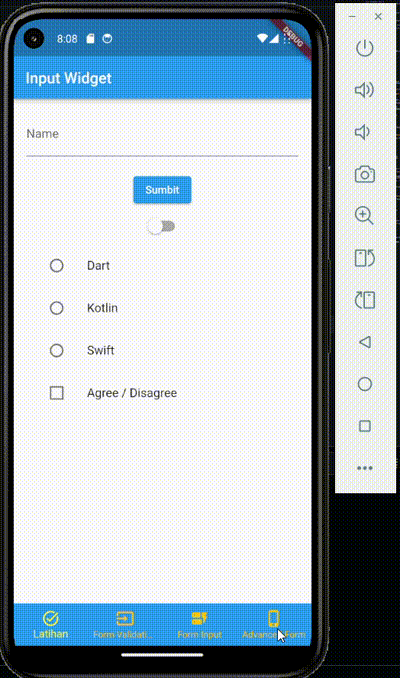 8:08
DEBUG
Input Widget
Name
Sumbit
Dart
Kotlin
Swift
Agree / Disagree
Latihan
Form Validati...
Form Input
Advance Form